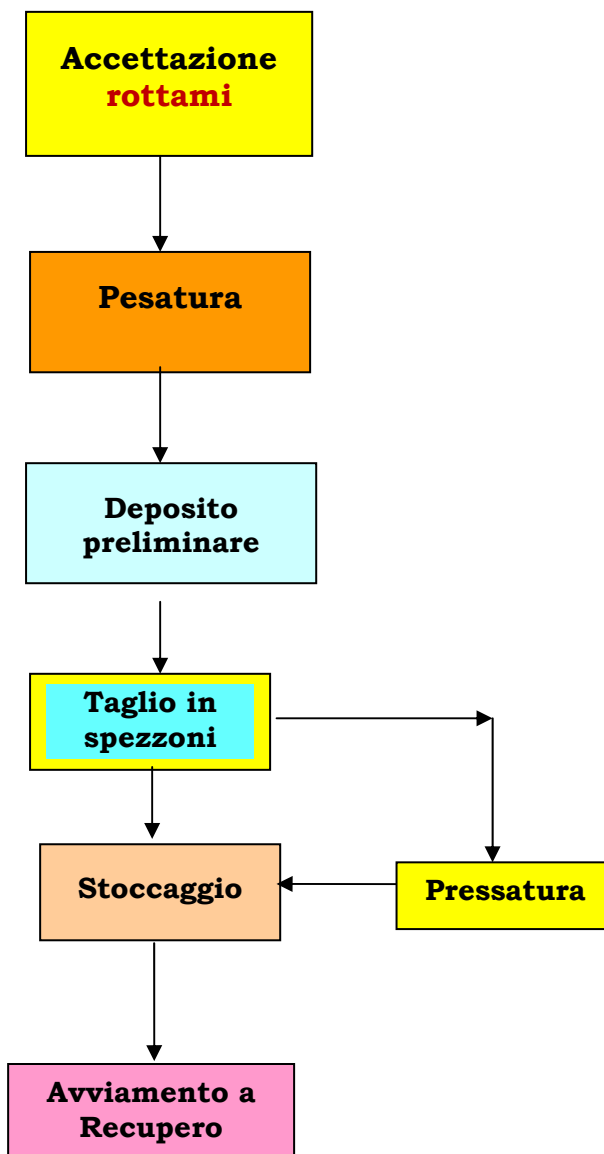 Accettazione
rottami
Pesatura
Deposito
preliminare
Taglio in
spezzoni
Stoccaggio
Pressatura
Avviamento a
Recupero